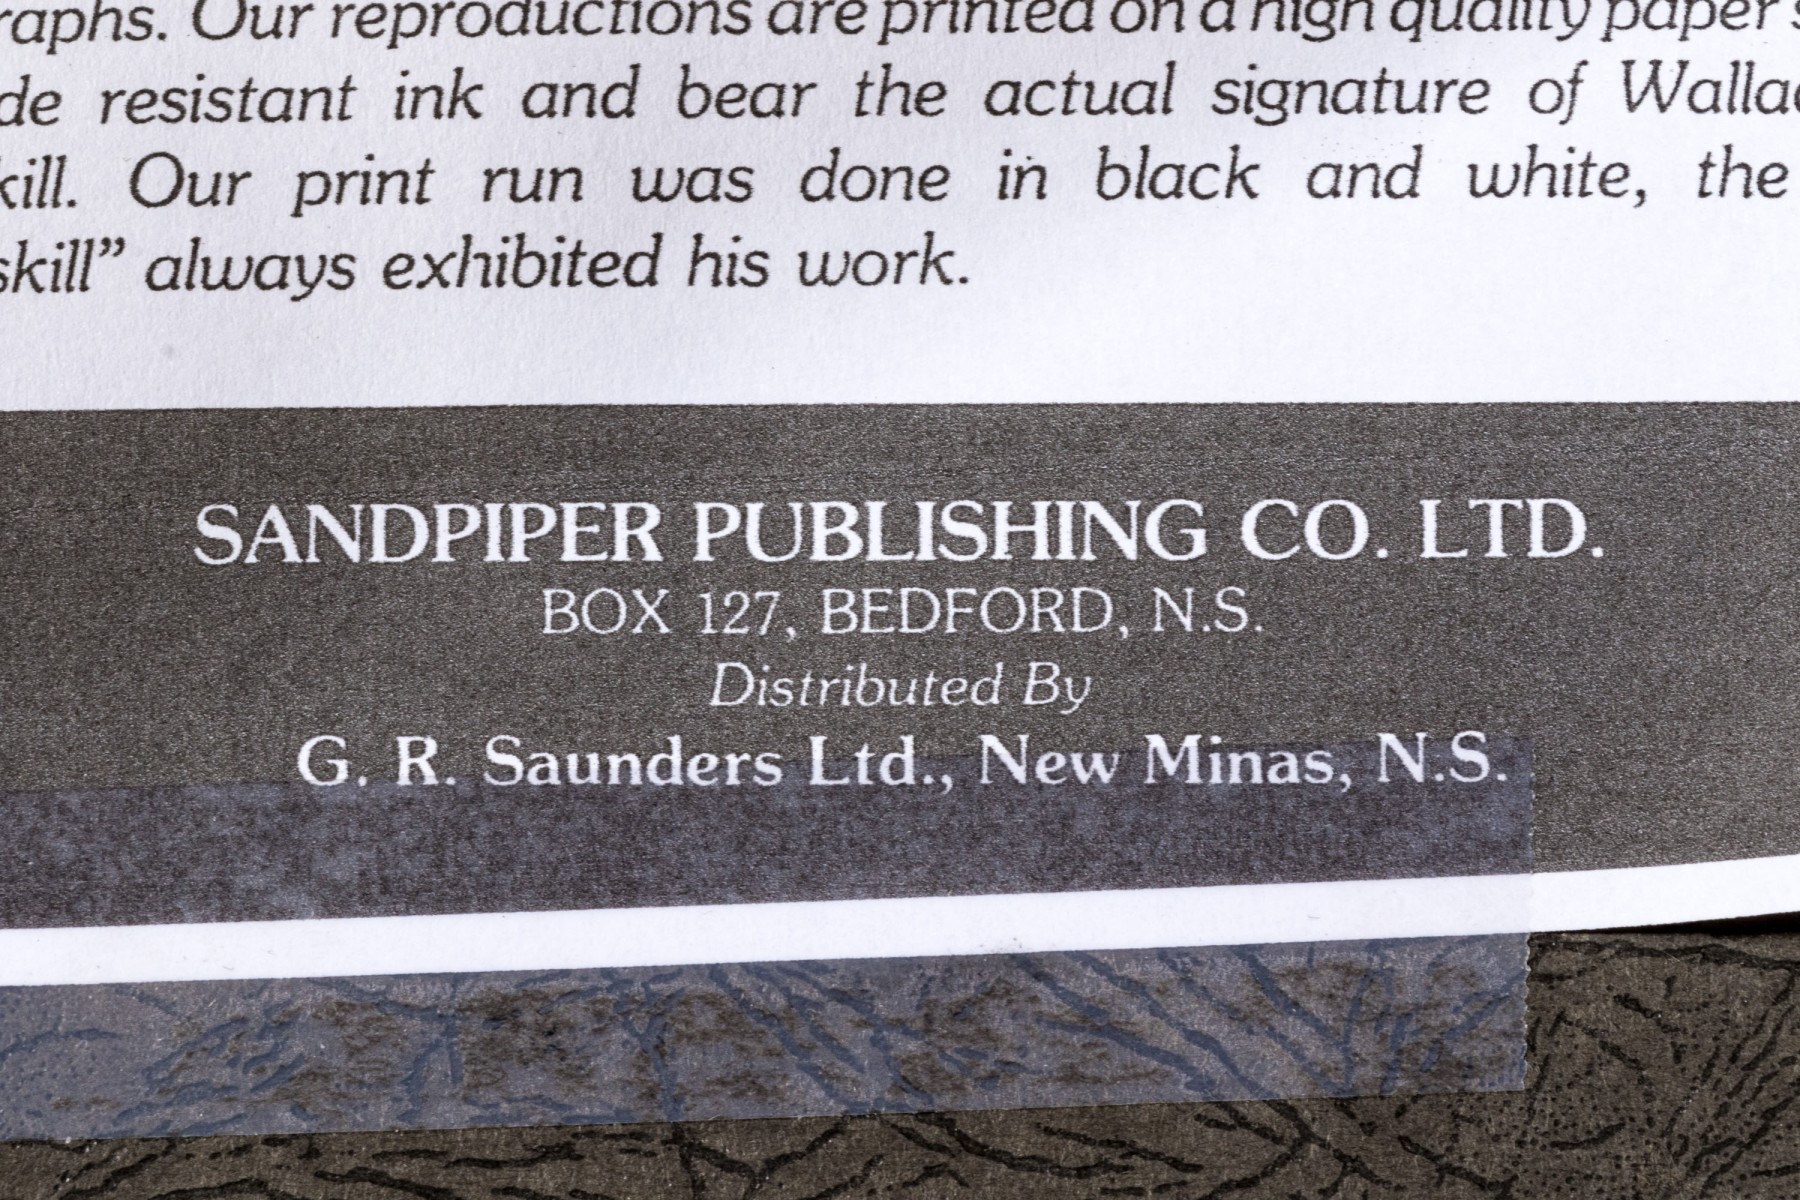 raphs. Our reproductions are printed on a high quality paper
de resistant ink and bear the actual signature of Wallac
kill. Our print run was done in black and white, the
skill” always exhibited his work.
SANDPIPER PUBLISHING CO. LTD.
BOX 127, BEDFORD, N.S.
Distributed By
G. R. Saunders Ltd., New Minas, N.S.